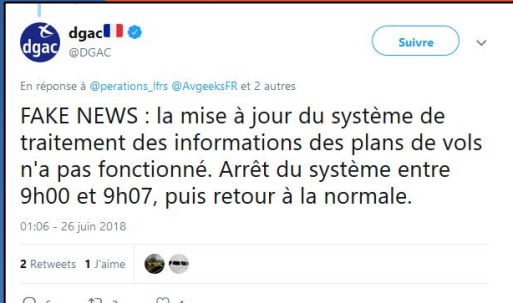 dgac
dgac
@DGAC
Suivre
En réponse à @perations_lfrs @AvgeeksFR et 2 autres
FAKE NEWS : la mise à jour du système de
traitement des informations des plans de vols
n'a pas fonctionné. Arrêt du système entre
9h00 et 9h07, puis retour à la normale.
01:06 - 26 juin 2018
2 Retweets 1 J'aime